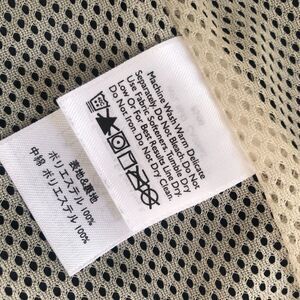 Machine Wash Warm Delicate
Separately. Do Not Bleach. Do Not
Use Fabric Softeners. Tumble Dry
Low Or For Best Results Line Dry.
Do Not Iron. Do Not Dry Clean.
表地&裏地
ポリエステル 100%
中綿 ポリエステル 100%